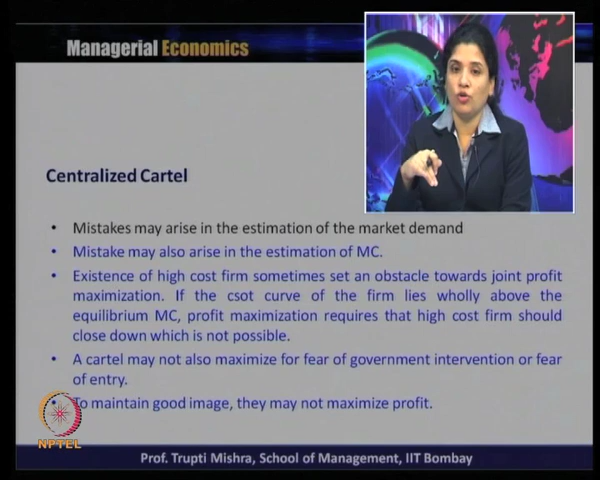 Managerial Economics
Centralized Cartel
• Mistakes may arise in the estimation of the market demand
• Mistake may also arise in the estimation of MC.
• Existence of high cost firm sometimes set an obstacle towards joint profit
maximization. If the csot curve of the firm lies wholly above the
equilibrium MC, profit maximization requires that high cost firm should
close down which is not possible.
• A cartel may not also maximize for fear of government intervention or fear
of entry.
To maintain good image, they may not maximize profit.
NPTEL
Prof. Trupti Mishra, School of Management, IIT Bombay